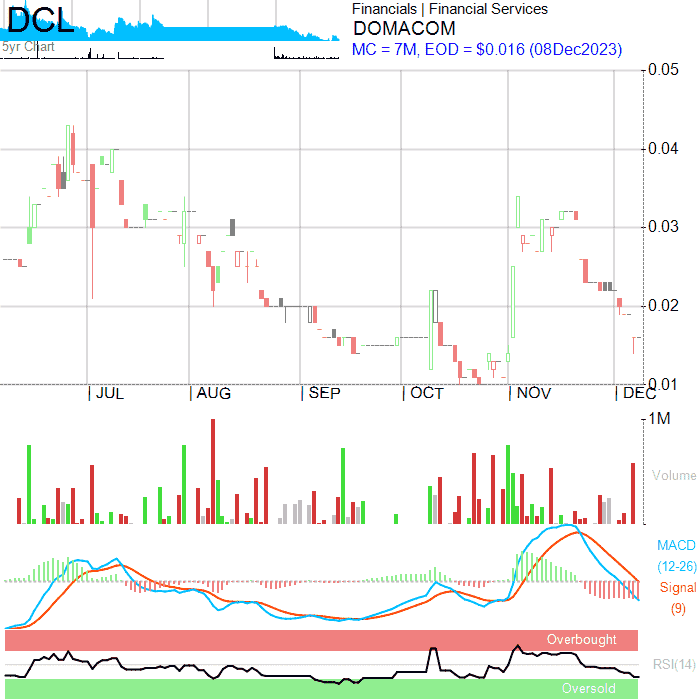 DCL
5yr Chart
Financials | Financial Services
DOMACOM
MC = 7M, EOD = $0.016 (08Dec2023)
0.05
0.04
0.03
0.02
0.01
JUL
AUG
SEP
OCT
NOV
DEC
1M
Volume
MACD
(12-26)
Signal
(9)
Overbought
RSI(14)
Oversold